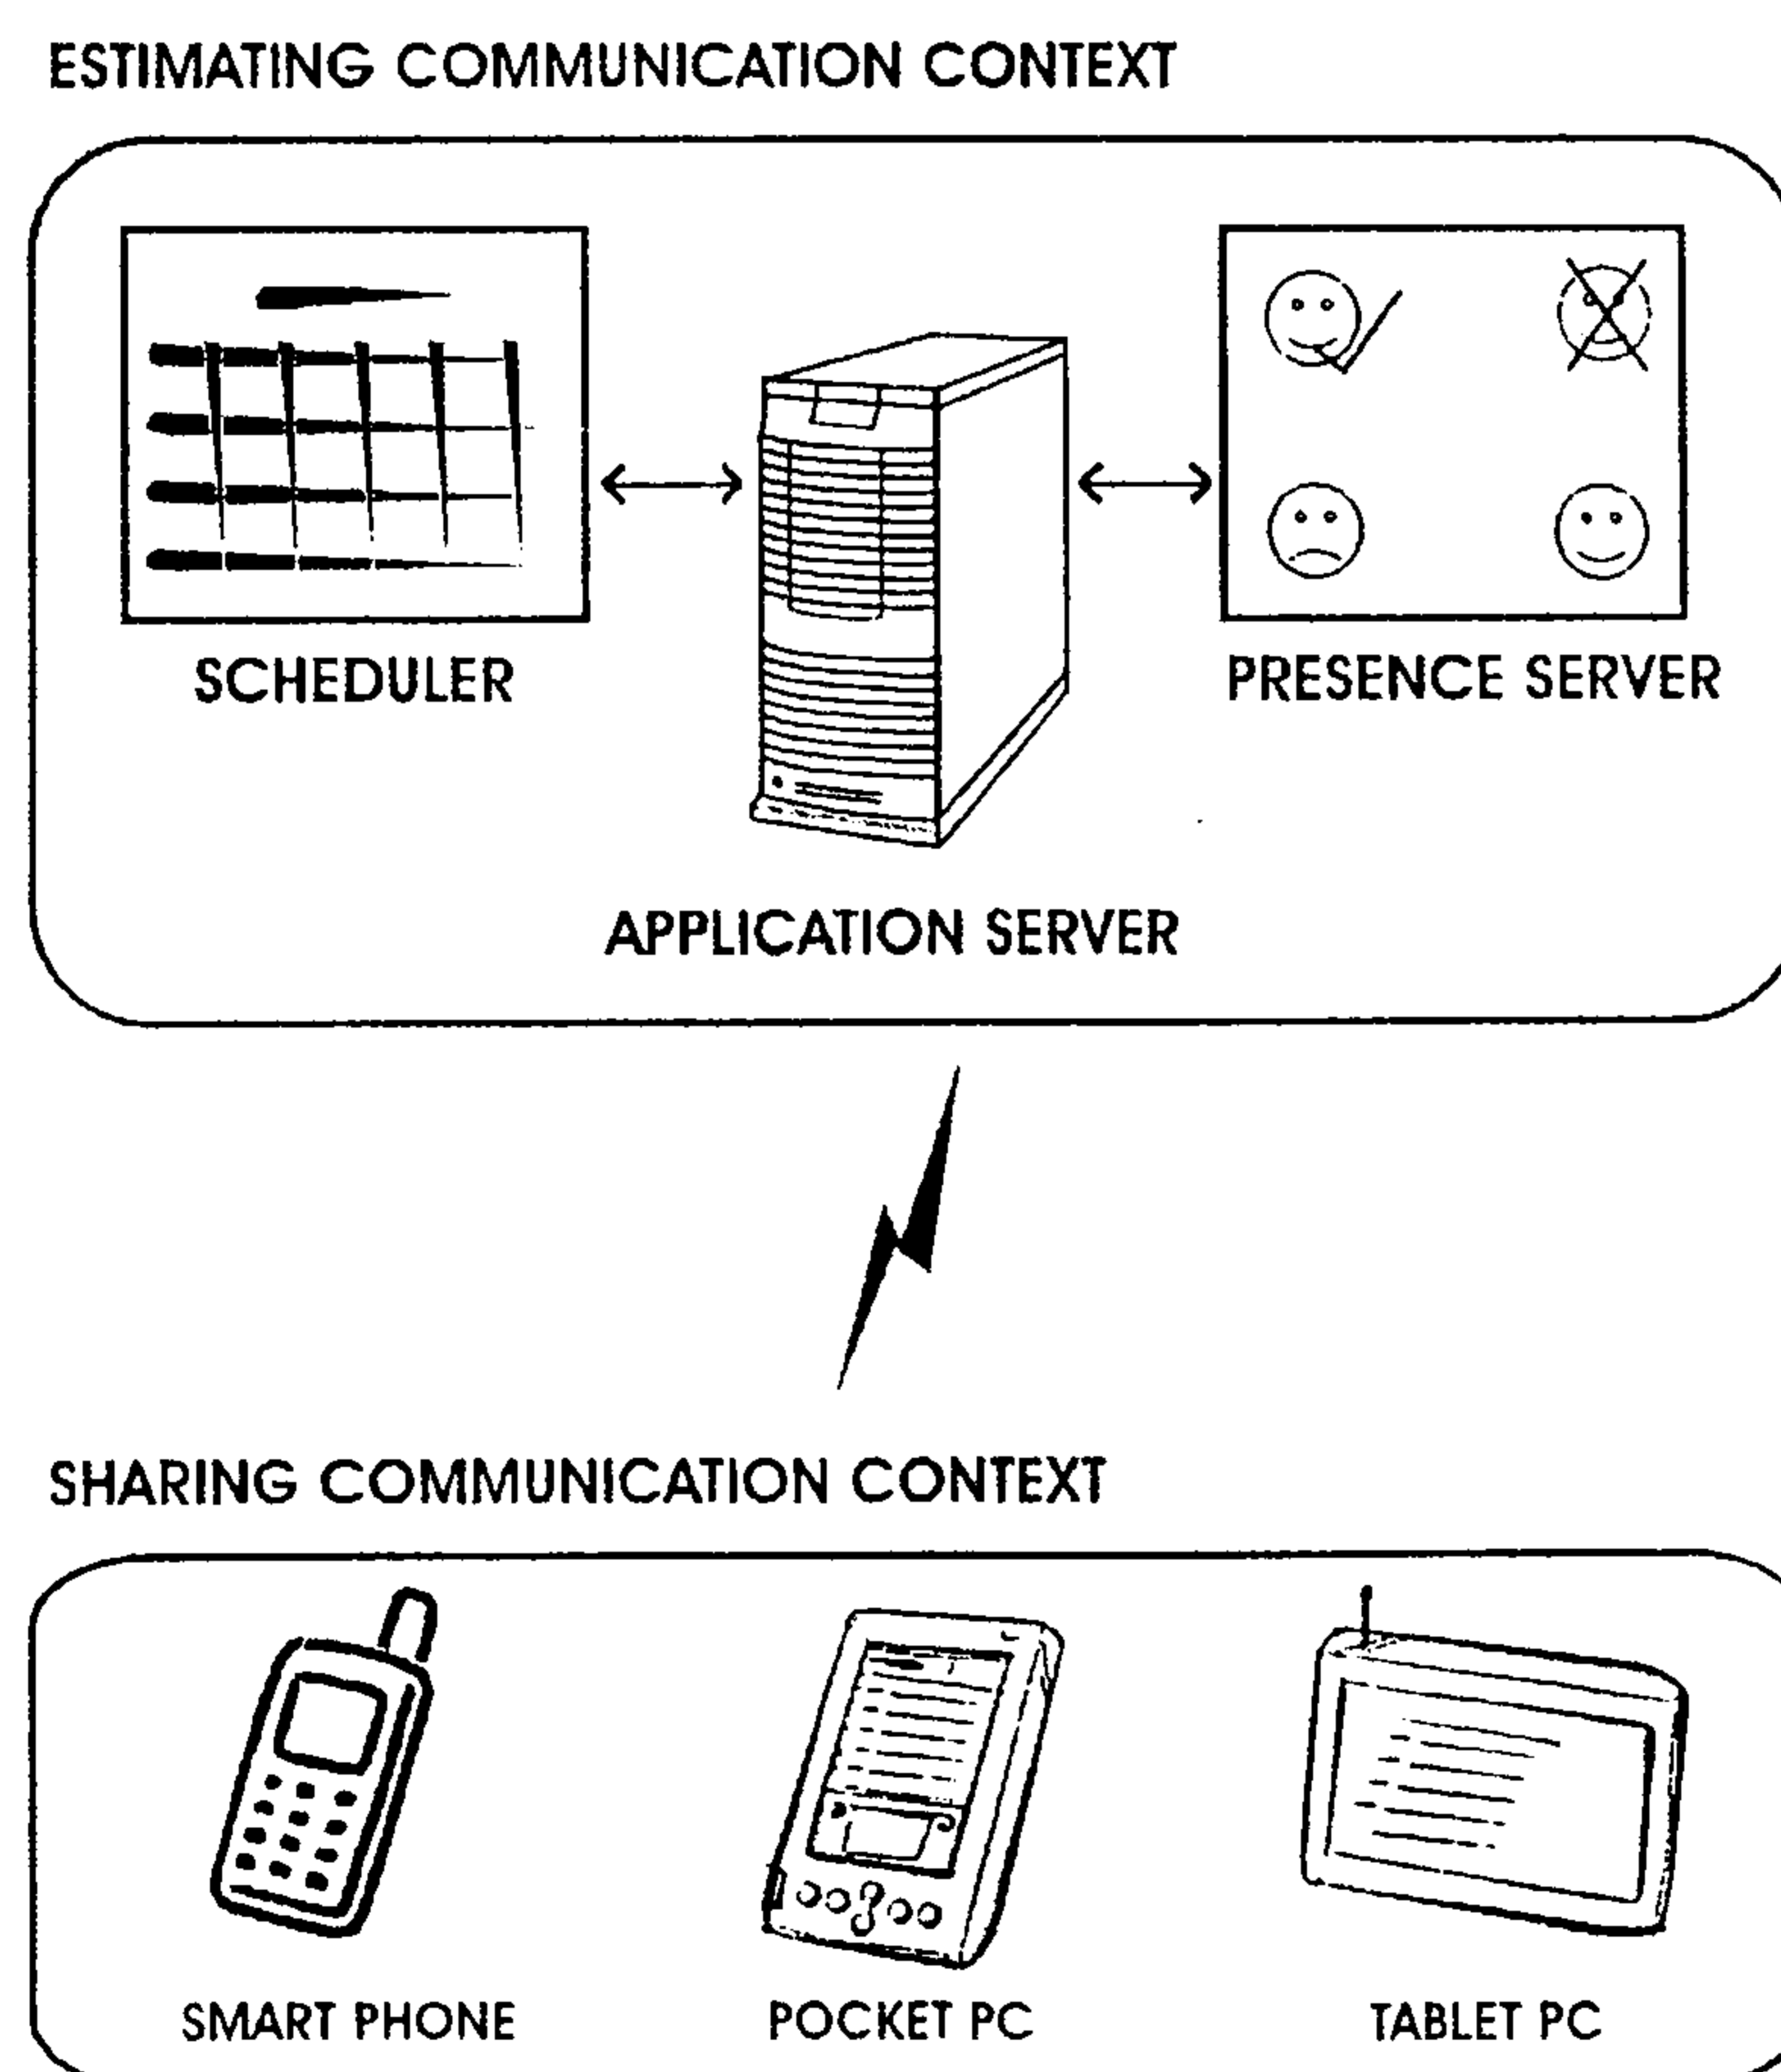 ESTIMATING COMMUNICATION CONTEXT
SCHEDULER
PRESENCE SERVER
APPLICATION SERVER
SHARING COMMUNICATION CONTEXT
SMART PHONE
POCKET PC
TABLET PC